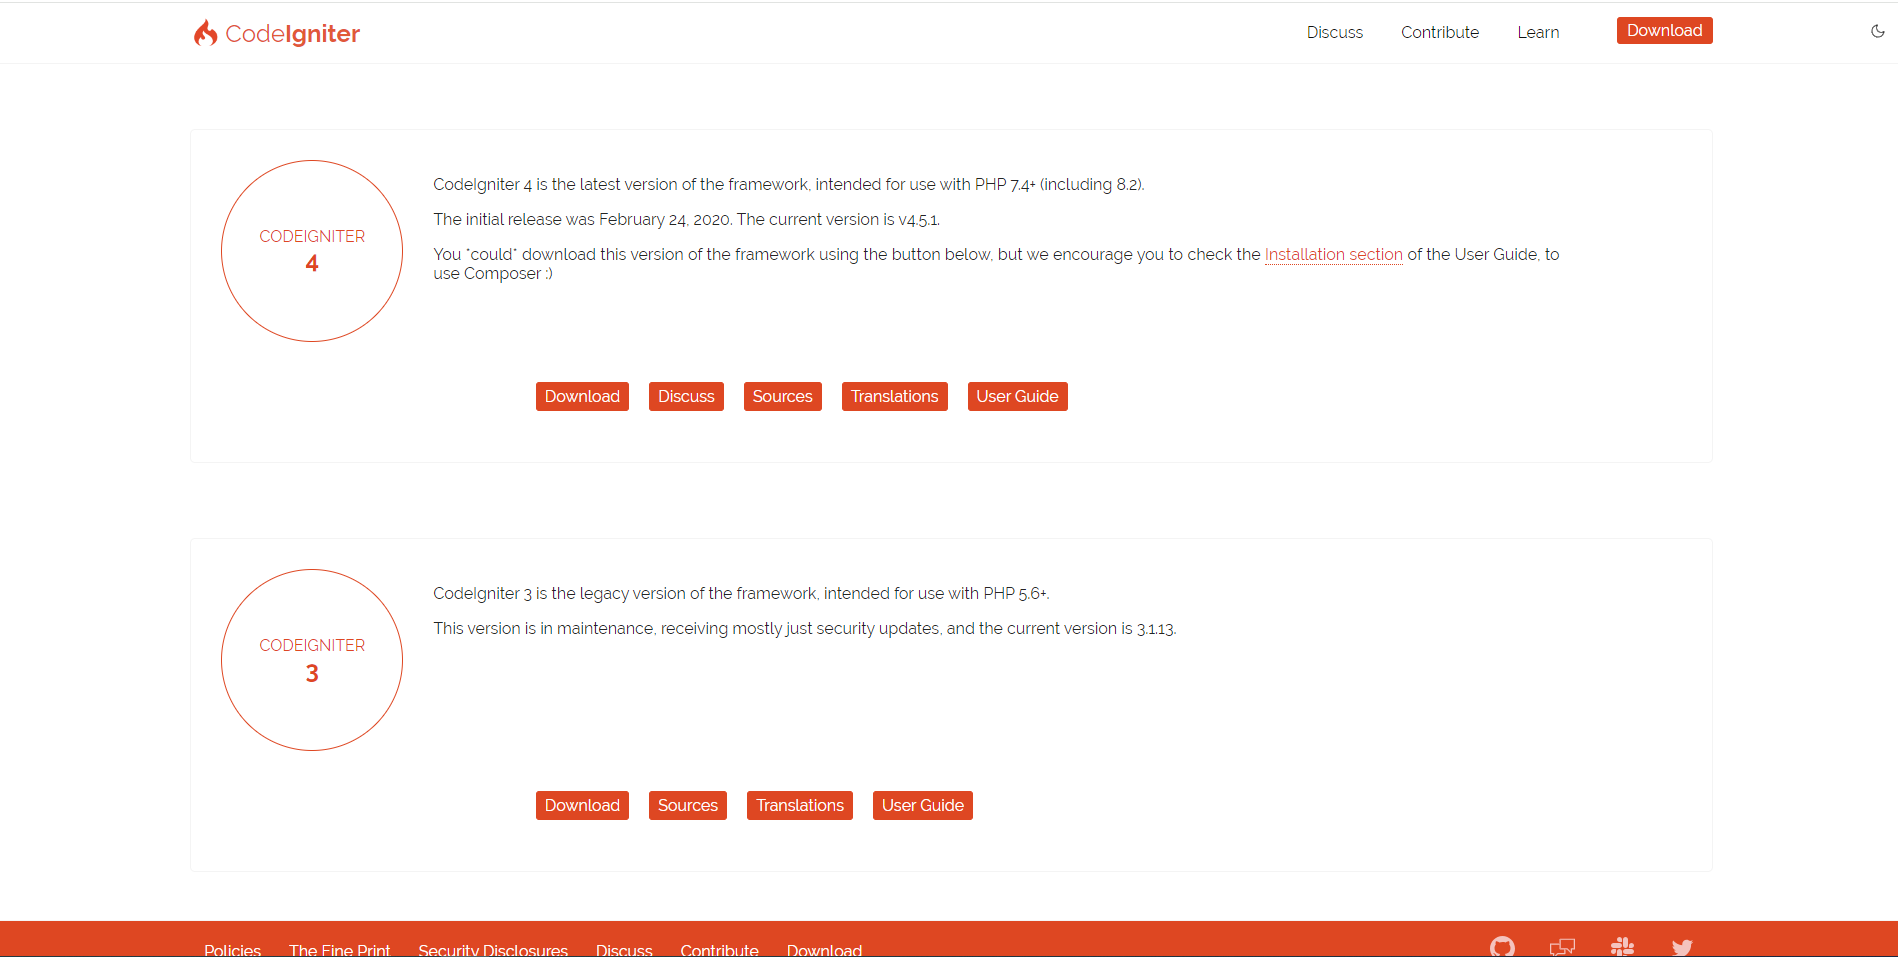 CodeIgniter
Discuss Contribute Learn Download
CODEIGNITER
4
CodeIgniter 4 is the latest version of the framework, intended for use with PHP 7.4+ (including 8.2).
The initial release was February 24, 2020. The current version is v4.5.1.
You *could* download this version of the framework using the button below, but we encourage you to check the Installation section of the User Guide, to
use Composer :)
Download Discuss Sources Translations User Guide
CODEIGNITER
3
CodeIgniter 3 is the legacy version of the framework, intended for use with PHP 5.6+.
This version is in maintenance, receiving mostly just security updates, and the current version is 3.1.13.
Download Sources Translations User Guide
Policies The Fine Print Security Disclosures Discuss Contribute Download